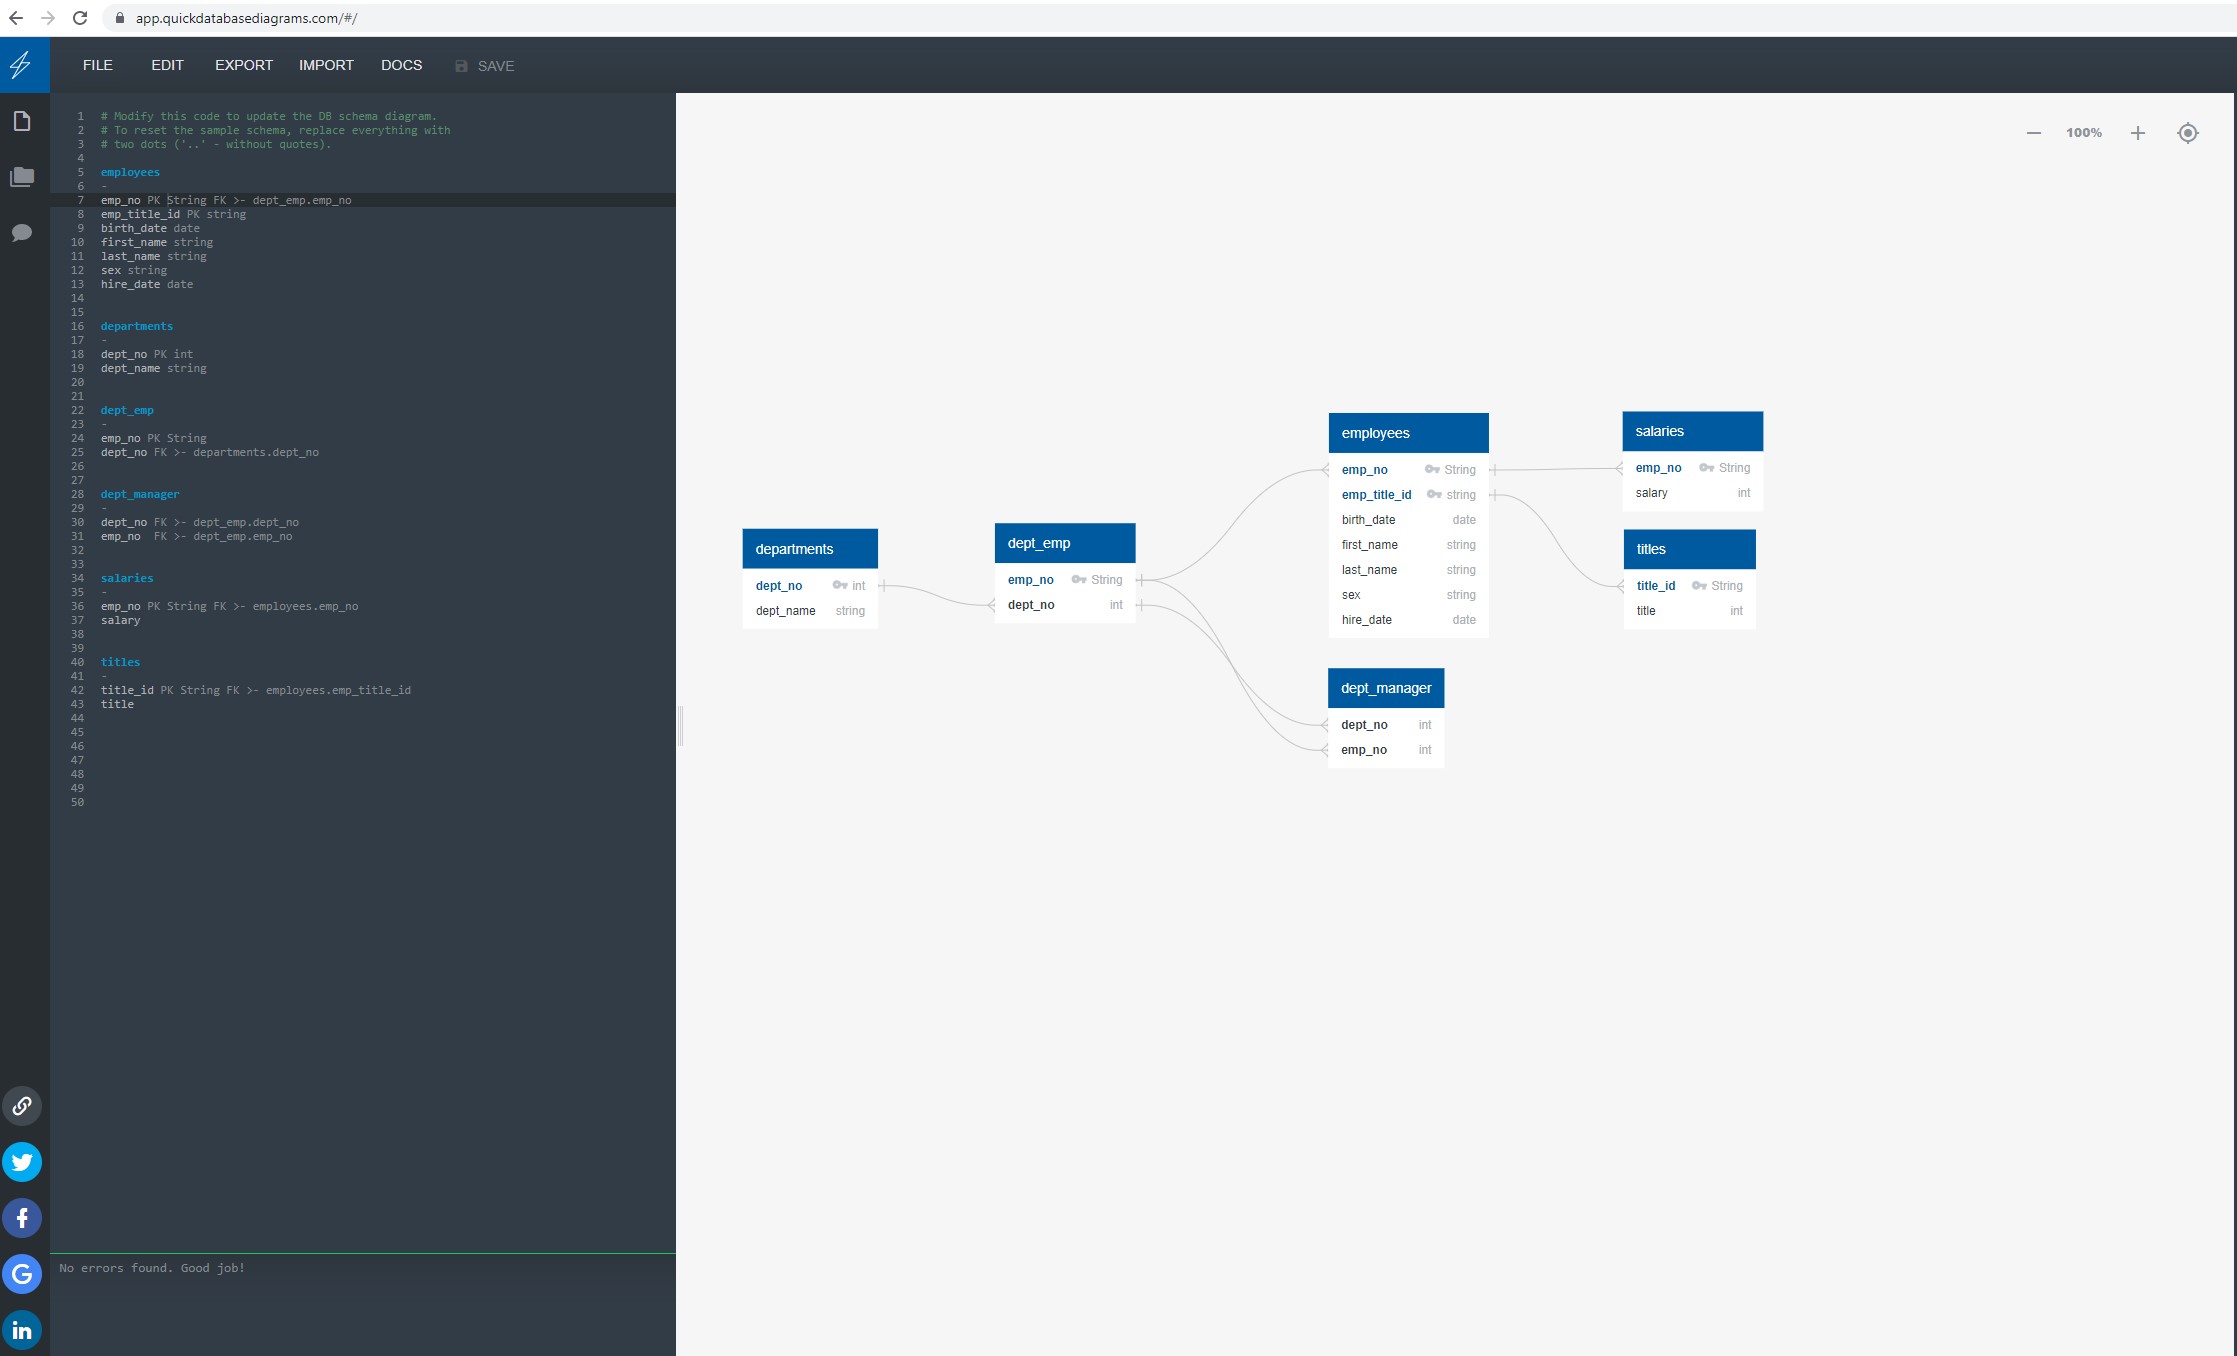 app.quickdatabasediagrams.com/#/
FILE EDIT EXPORT IMPORT DOCS SAVE
1 # Modify this code to update the DB schema diagram.
2 # To reset the sample schema, replace everything with
3 # two dots ('..' - without quotes).
4
5 employees
6 -
7 emp_no PK String FK >- dept_emp.emp_no
8 emp_title_id PK string
9 birth_date date
10 first_name string
11 last_name string
12 sex string
13 hire_date date
14
15
16 departments
17 -
18 dept_no PK int
19 dept_name string
20
21
22 dept_emp
23 -
24 emp_no PK String
25 dept_no FK >- departments.dept_no
26
27
28 dept_manager
29 -
30 dept_no FK >- dept_emp.dept_no
31 emp_no  FK >- dept_emp.emp_no
32
33
34 salaries
35 -
36 emp_no PK String FK >- employees.emp_no
37 salary
38
39
40 titles
41 -
42 title_id PK String FK >- employees.emp_title_id
43 title
44
45
46
47
48
49
50
No errors found. Good job!
100%
departments
dept_no int
dept_name string
dept_emp
emp_no String
dept_no int
employees
emp_no String
emp_title_id string
birth_date date
first_name string
last_name string
sex string
hire_date date
dept_manager
dept_no int
emp_no int
salaries
emp_no String
salary int
titles
title_id String
title int